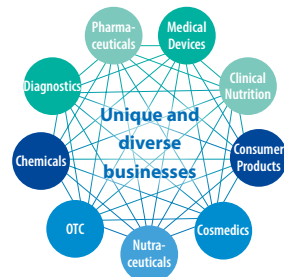 Pharma-
ceuticals
Medical
Devices
Clinical
Nutrition
Consumer
Products
Cosmedics
Nutra-
ceuticals
OTC
Chemicals
Diagnostics
Unique and
diverse
businesses